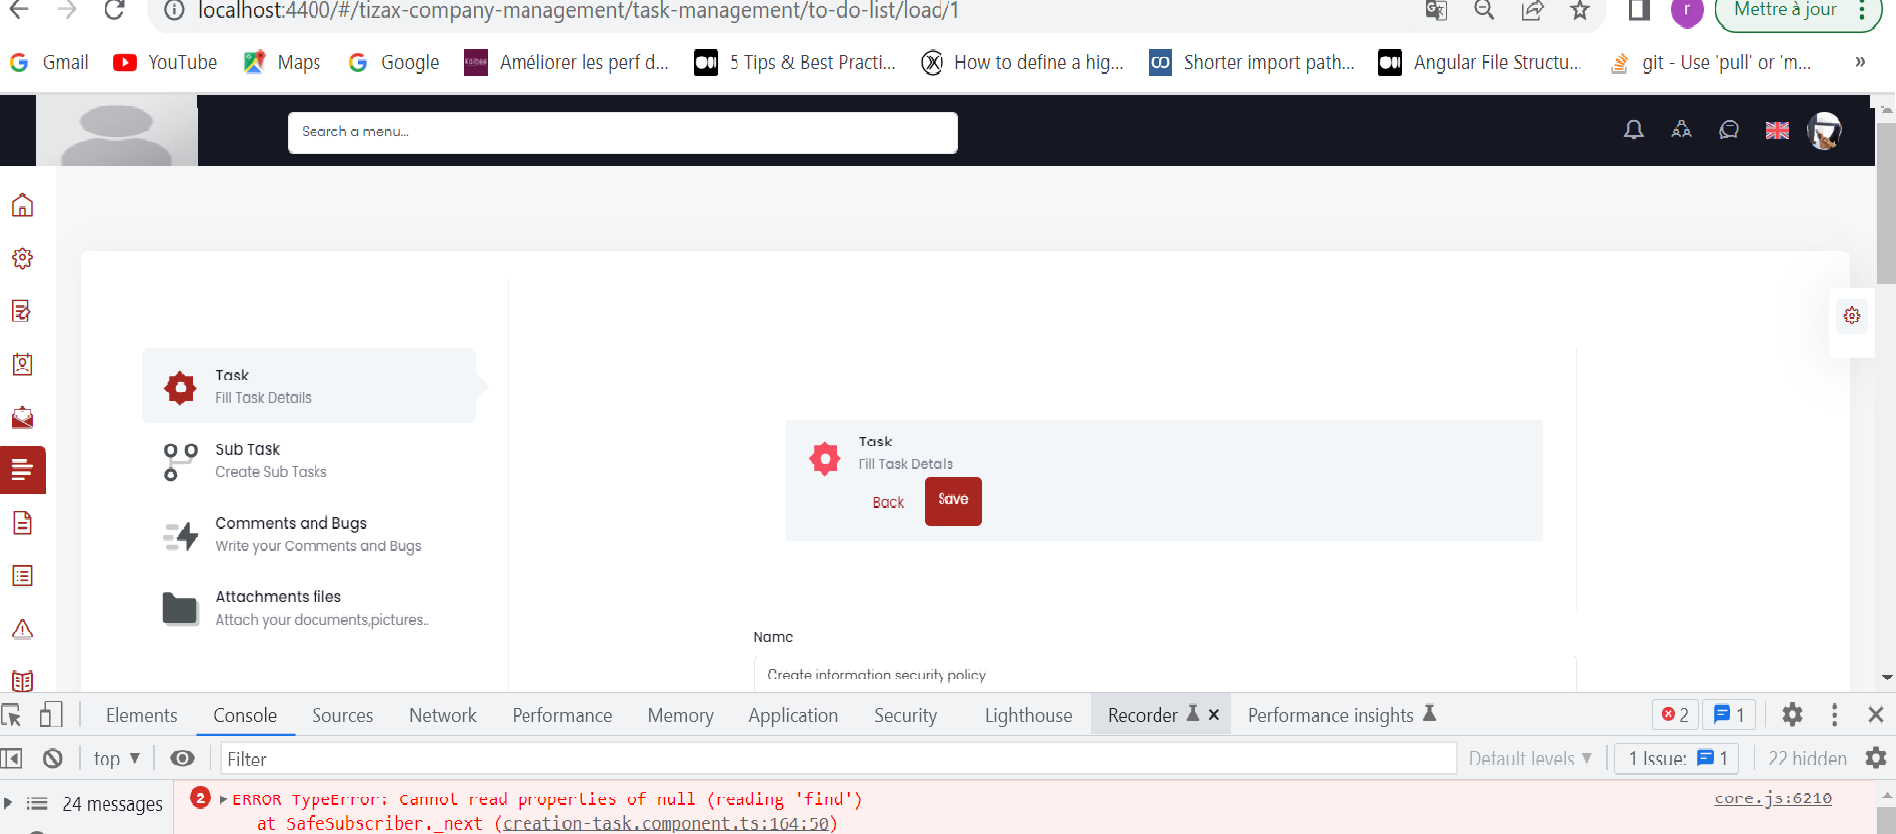 localhost:4400/#/tizax-company-management/task-management/to-do-list/load/1
r
Mettre à jour
Gmail YouTube Maps Google Améliorer les perf d... 5 Tips & Best Practi... How to define a hig... Shorter import path... Angular File Structu... git - Use 'pull' or 'm... »
Search a menu...
Task
Fill Task Details
Sub Task
Create Sub Tasks
Comments and Bugs
Write your Comments and Bugs
Attachments files
Attach your documents,pictures..
Task
Fill Task Details
Back Save
Name
Create information security policy
Elements Console Sources Network Performance Memory Application Security Lighthouse Recorder Performance insights 2 1
top Filter Default levels 1 Issue: 1 22 hidden
24 messages
2 ERROR TypeError: Cannot read properties of null (reading 'find') core.js:6210
at SafeSubscriber._next (creation-task.component.ts:164:50)